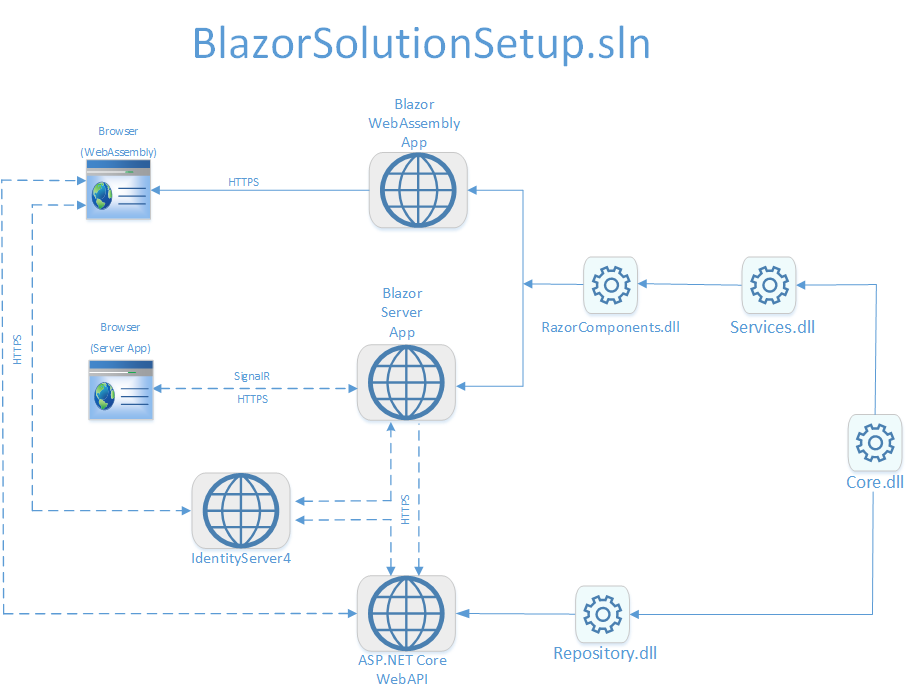 BlazorSolutionSetup.sln
Blazor
WebAssembly
App
Browser
(WebAssembly)
HTTPS
Blazor
Server
App
RazorComponents.dll
Services.dll
Browser
(Server App)
HTTPS
SignalR
HTTPS
Core.dll
HTTPS
IdentityServer4
Repository.dll
ASP.NET Core
WebAPI